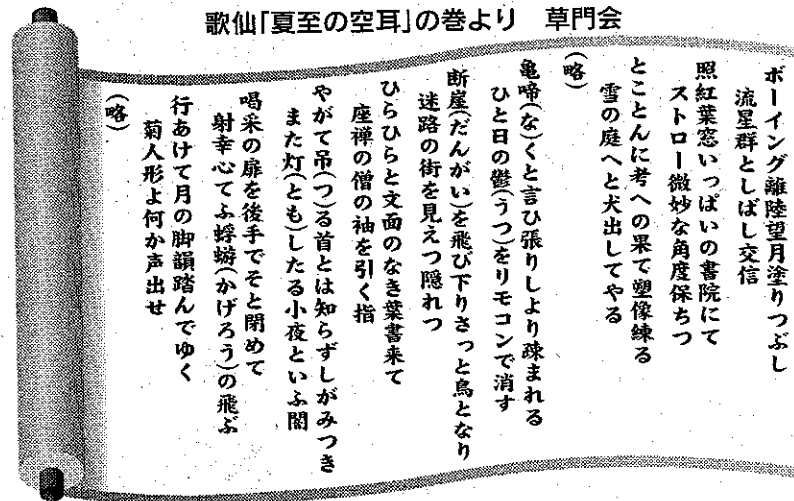 歌仙「夏至の空耳」の巻より　草門会
ボーイング離陸望月塗りつぶし
流星群としばし交信
照紅葉窓いっぱいの書院にて
ストロー微妙な角度保ちつ
とことんに考への果て塑像練る
雪の庭へと犬出してやる
(略)
亀啼(な)くと言ひ張りしより疎まれる
ひと日の鬱(うつ)をリモコンで消す
断崖(だんがい)を飛び下りさっと鳥となり
迷路の街を見えつ隠れつ
ひらひらと文面のなき葉書来て
座禅の僧の袖を引く指
やがて吊(つ)る首とは知らずしがみつき
また灯(とも)したる小夜といふ闇
喝采の扉を後手でそと閉めて
射幸心てふ蜉蝣(かげろう)の飛ぶ
行あけて月の脚韻踏んでゆく
菊人形よ何か声出せ
(略)